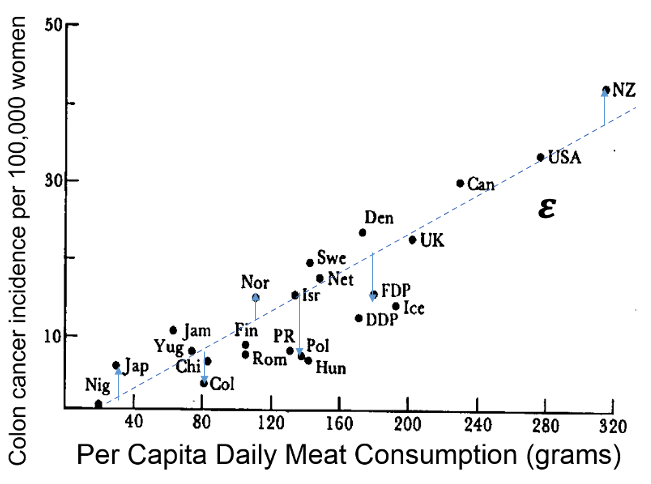 Colon cancer incidence per 100,000 women
50
30
10
NZ
USA
Can
ε
Den
UK
Swe
Net
Nor
Isr
FDP
Ice
DDP
Jam
Fin
PR
Pol
Yug
Chi
Rom
Hun
Jap
Col
Nig
40 80 120 160 200 240 280 320
Per Capita Daily Meat Consumption (grams)